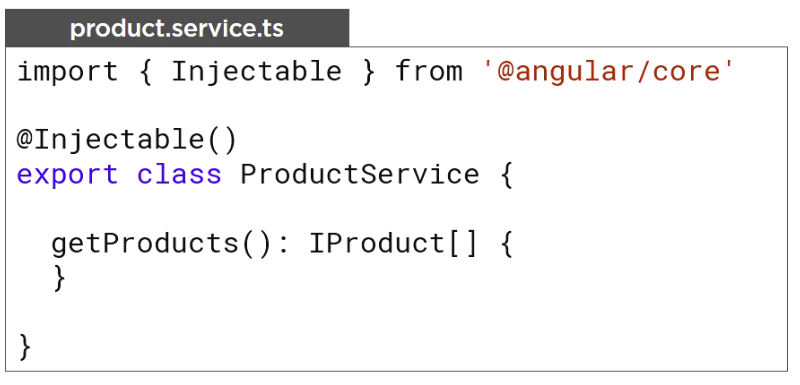 product.service.ts
import { Injectable } from '@angular/core'
@Injectable()
export class ProductService {
getProducts(): IProduct[] {
}
}